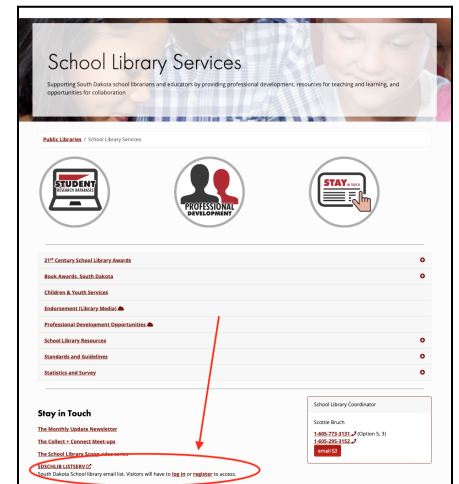 School Library Services
Supporting South Dakota school librarians and educators by providing professional development, resources for teaching and learning, and
opportunities for collaboration
Public Libraries / School Library Services
STUDENT
RESEARCH DATABASES
PROFESSIONAL
DEVELOPMENT
STAY IN TOUCH
21st Century School Library Awards
Book Awards, South Dakota
Children & Youth Services
Endorsement (Library Media)
Professional Development Opportunities
School Library Resources
Standards and Guidelines
Statistics and Survey
Stay in Touch
The Monthly Update Newsletter
The Collect + Connect Meet-ups
The School Library Scoop video series
SDSCHLIB LISTSERV
South Dakota School Library email list. Visitors will have to log in or register to access.
School Library Coordinator
Scottie Bruch
1-605-773-3131 (Option 5, 3)
1-605-295-3152
email